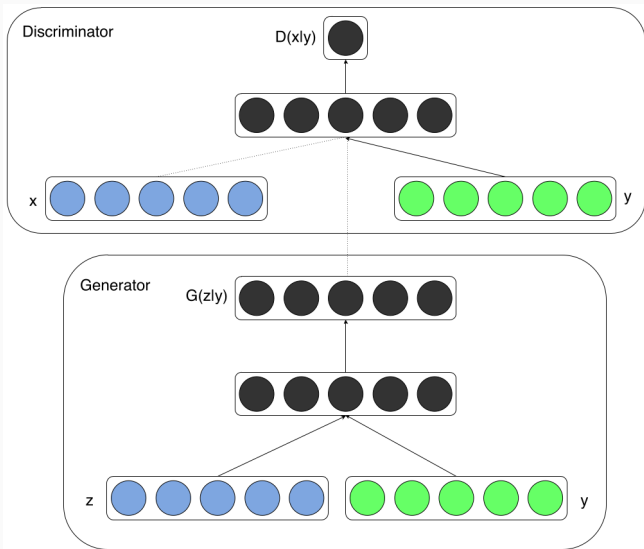 Discriminator
D(x|y)
x
y
Generator
G(z|y)
z
y